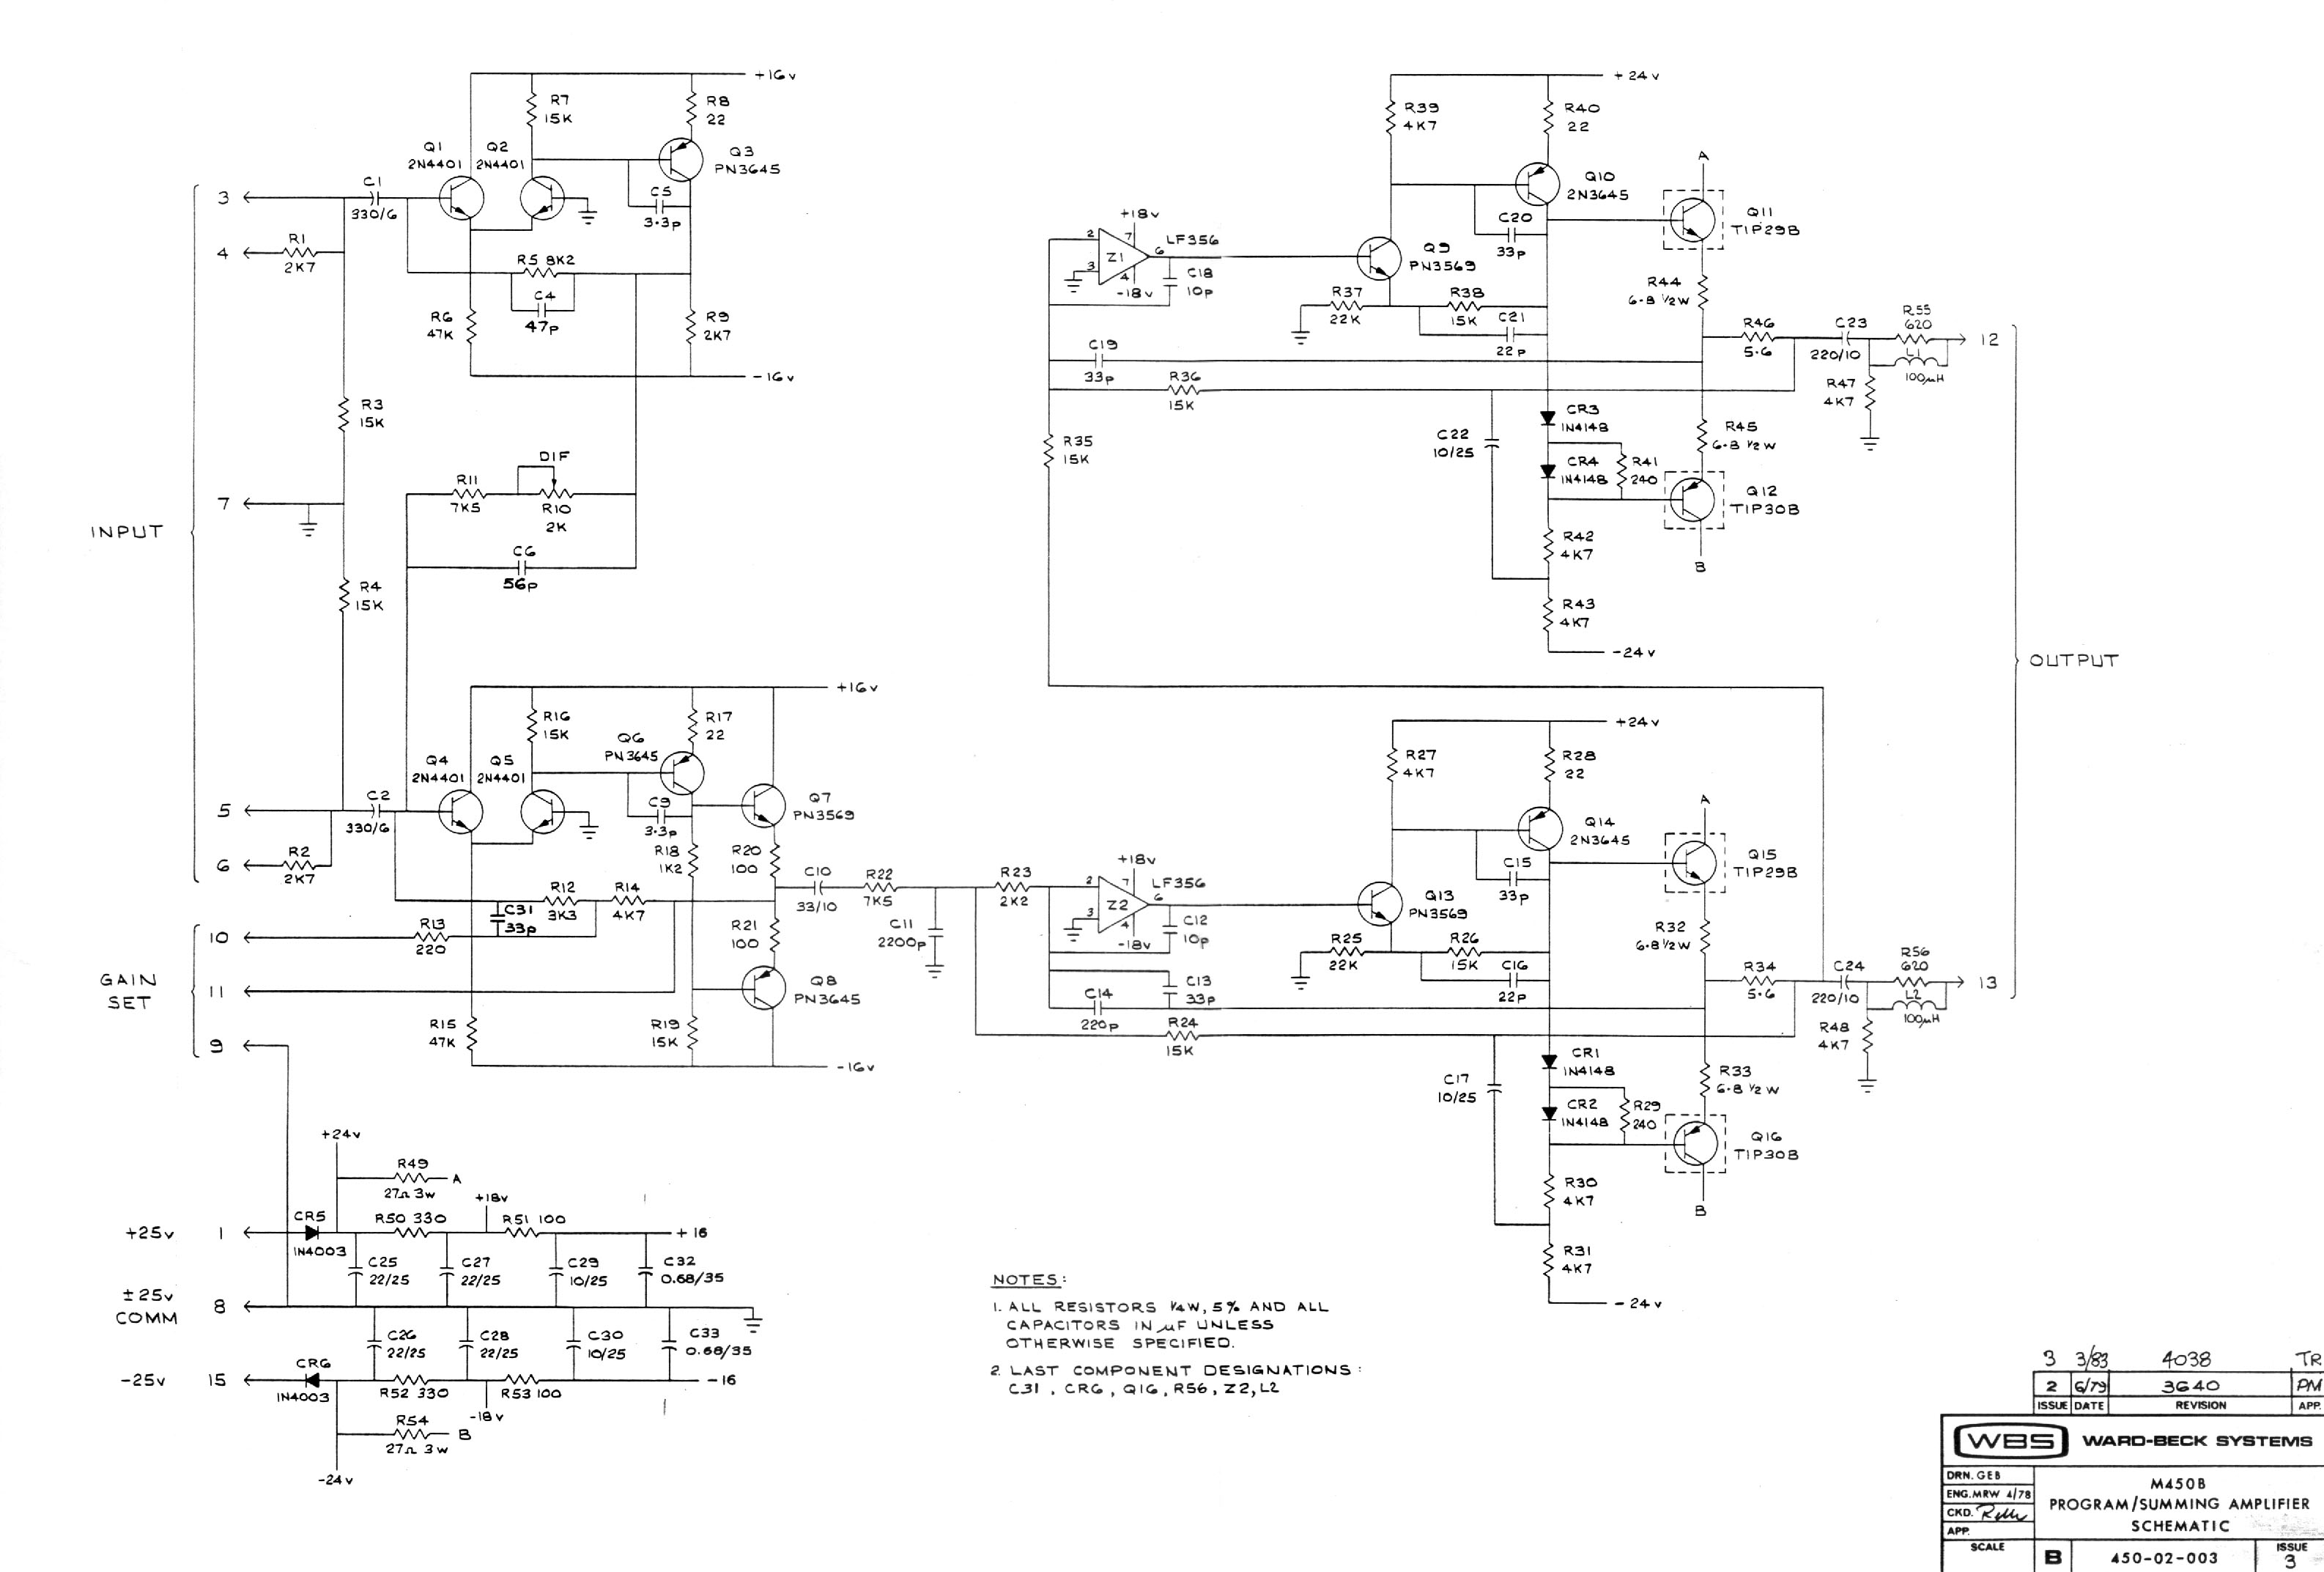 +16v
R7
15K
R8
22
Q1
2N4401
Q2
2N4401
Q3
PN3645
3
C1
330/6
C5
3.3p
4
R1
2K7
R5 8K2
C4
47p
R6
47K
R9
2K7
-16v
R3
15K
DIF
R11
7K5
R10
2K
7
INPUT
C6
56p
R4
15K
+16v
R16
15K
R17
22
Q6
PN3645
Q4
2N4401
Q5
2N4401
Q7
PN3569
5
C2
330/6
C9
3.3p
R18
1K2
R20
100
6
R2
2K7
R12
3K3
R14
4K7
C31
33p
R13
220
10
R21
100
GAIN
SET
11
Q8
PN3645
9
R15
47K
R19
15K
-16v
C10
33/10
R22
7K5
C11
2200p
R23
2K2
+24v
R39
4K7
R40
22
A
Q10
2N3645
Q11
TIP29B
+18v
LF356
2
7
6
Z1
3
4
-18v
C18
10p
Q9
PN3569
C20
33p
R37
22K
R38
15K
C21
22p
R44
6.8 ½W
R46
5.6
C23
220/10
R55
620
L1
100µH
12
R47
4K7
C19
33p
R36
15K
R35
15K
C22
10/25
CR3
1N4148
CR4
1N4148
R41
240
R45
6.8 ½W
Q12
TIP30B
B
R42
4K7
R43
4K7
-24v
OUTPUT
+24v
R27
4K7
R28
22
A
Q14
2N3645
Q15
TIP29B
+18v
LF356
2
7
6
Z2
3
4
-18v
C12
10p
Q13
PN3569
C15
33p
R25
22K
R26
15K
C16
22p
R32
6.8 ½W
R34
5.6
C24
220/10
R56
620
L2
100µH
13
R48
4K7
C13
33p
C14
220p
R24
15K
C17
10/25
CR1
1N4148
CR2
1N4148
R29
240
R33
6.8 ½W
Q16
TIP30B
B
R30
4K7
R31
4K7
-24v
+24v
R49
27Ω 3W
A
+25v
1
CR5
1N4003
R50 330
+18v
R51 100
+16
C25
22/25
C27
22/25
C29
10/25
C32
0.68/35
±25v
COMM
8
C26
22/25
C28
22/25
C30
10/25
C33
0.68/35
-25v
15
CR6
1N4003
R52 330
-18v
R53 100
-16
R54
27Ω 3W
B
-24v
NOTES:
1. ALL RESISTORS ¼W, 5% AND ALL
CAPACITORS IN µF UNLESS
OTHERWISE SPECIFIED.
2. LAST COMPONENT DESIGNATIONS:
C31, CR6, Q16, R56, Z2, L2
3 3/83 4038 TR
2 6/79 3640 PM
ISSUE DATE REVISION APP.
WBS WARD-BECK SYSTEMS
DRN. GEB
ENG. MRW 4/78
CKD.
APP.
SCALE
M450B
PROGRAM/SUMMING AMPLIFIER
SCHEMATIC
B
450-02-003
ISSUE
3